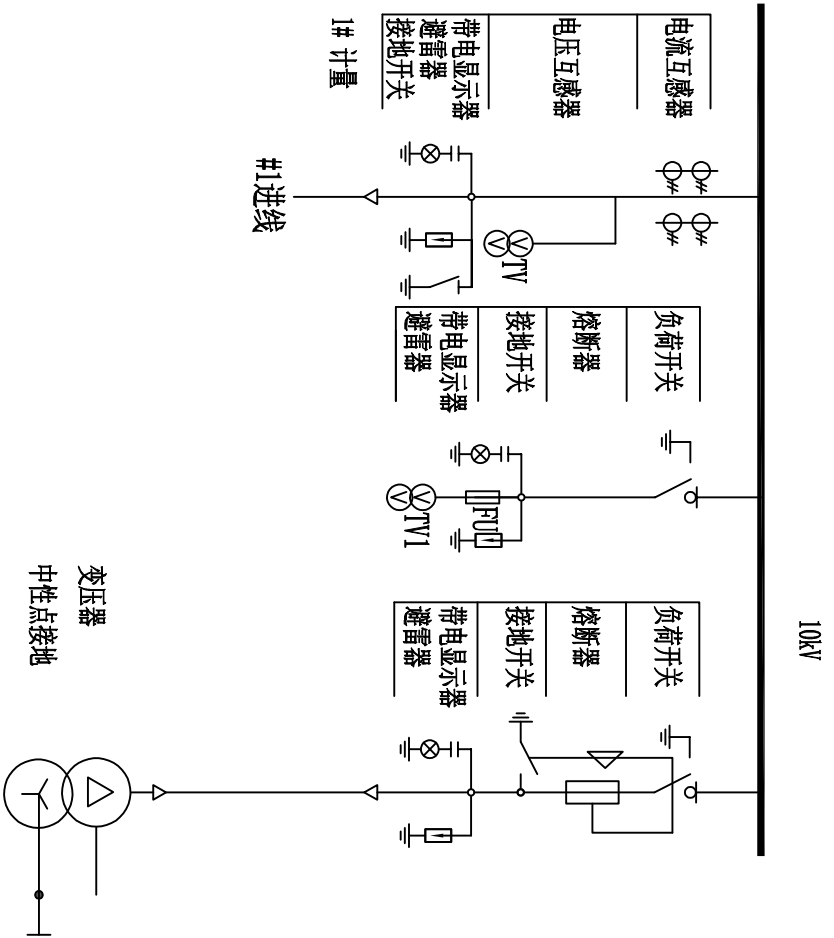 10kV
电流互感器
电压互感器
带电显示器
避雷器
接地开关
1# 计量
TV
#1进线
负荷开关
熔断器
接地开关
带电显示器
避雷器
FU
TV1
负荷开关
熔断器
接地开关
带电显示器
避雷器
变压器
中性点接地
V
V
V
V